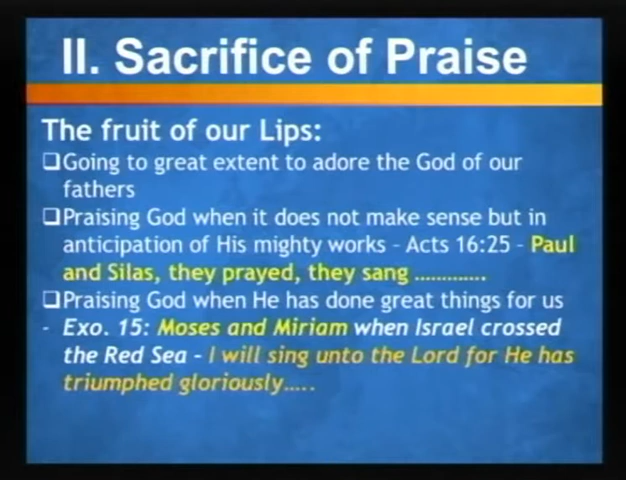 II. Sacrifice of Praise
The fruit of our Lips:
❑Going to great extent to adore the God of our
fathers
❑Praising God when it does not make sense but in
anticipation of His mighty works - Acts 16:25 - Paul
and Silas, they prayed, they sang .............
❑Praising God when He has done great things for us
- Exo. 15: Moses and Miriam when Israel crossed
the Red Sea - I will sing unto the Lord for He has
triumphed gloriously.....